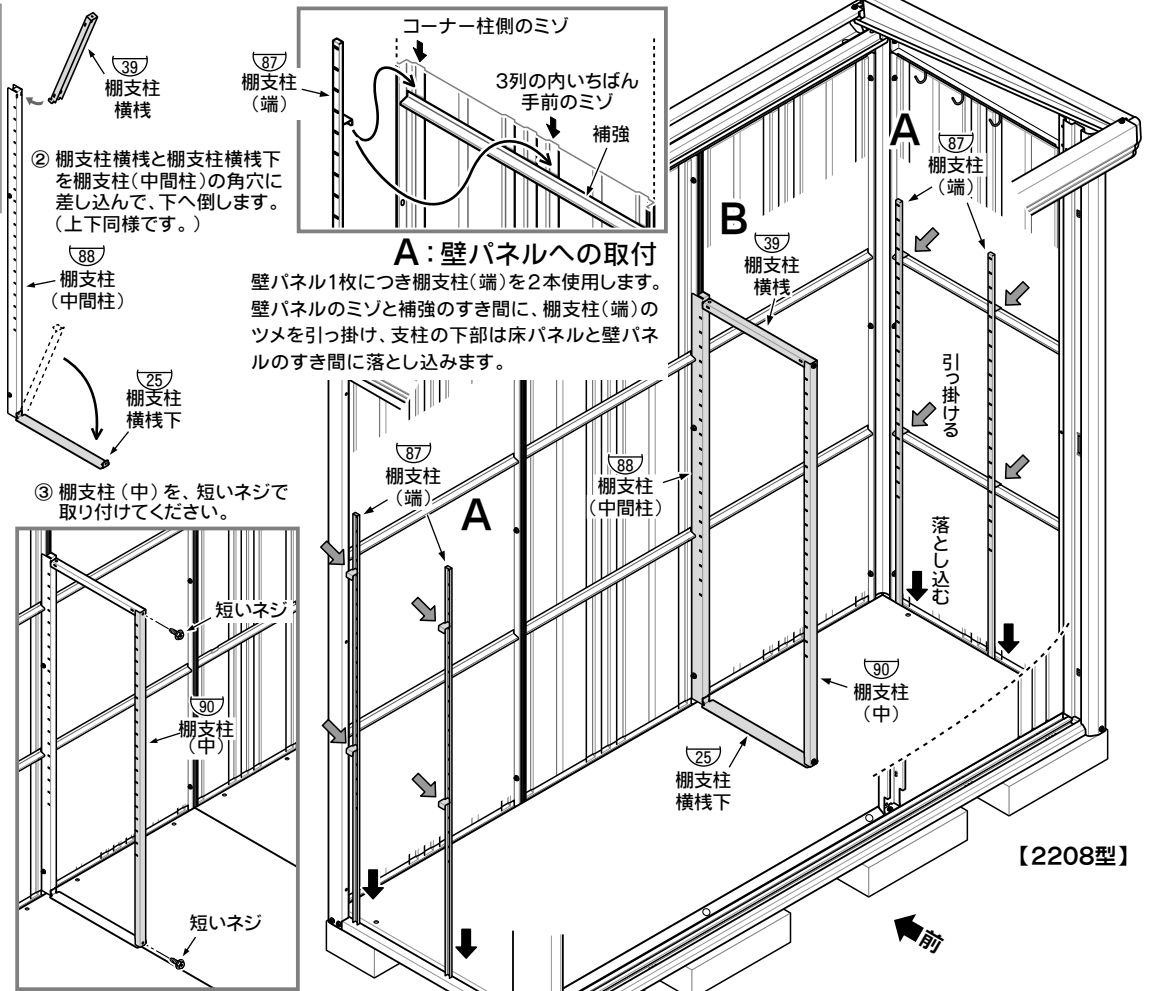 39
棚支柱
横桟
② 棚支柱横桟と棚支柱横桟下
を棚支柱(中間柱)の角穴に
差し込んで、下へ倒します。
(上下同様です。)
88
棚支柱
(中間柱)
25
棚支柱
横桟下
③ 棚支柱(中)を、短いネジで
取り付けてください。
短いネジ
90
棚支柱
(中)
短いネジ
87
棚支柱
(端)
コーナー柱側のミゾ
3列の内いちばん
手前のミゾ
補強
A:壁パネルへの取付
壁パネル1枚につき棚支柱(端)を2本使用します。
壁パネルのミゾと補強のすき間に、棚支柱(端)の
ツメを引っ掛け、支柱の下部は床パネルと壁パネ
ルのすき間に落とし込みます。
87
棚支柱
(端)
A
B
39
棚支柱
横桟
88
棚支柱
(中間柱)
A
87
棚支柱
(端)
引っ掛ける
落とし込む
90
棚支柱
(中)
25
棚支柱
横桟下
【2208型】
前